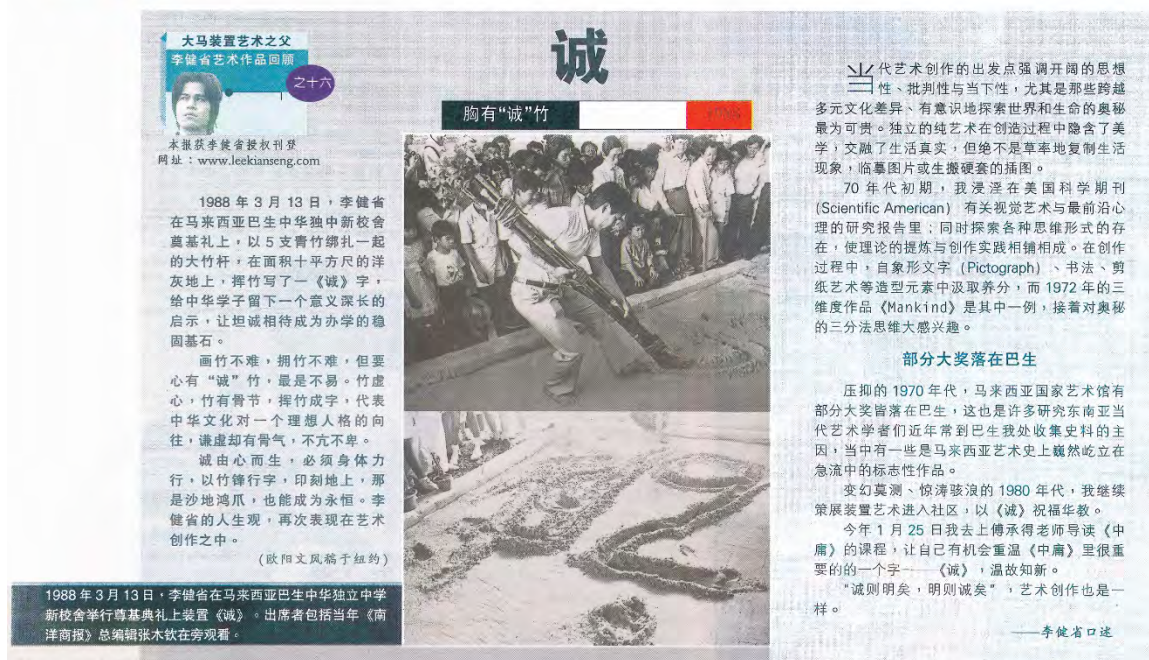 大马装置艺术之父
李健省艺术作品回顾
之十六
本报获李健省授权刊登
网址：www.leekianseng.com
诚
胸有“诚”竹
1988 年 3 月 13 日，李健省
在马来西亚巴生中华独中新校舍
奠基礼上，以 5 支青竹绑扎一起
的大竹杆，在面积十平方尺的洋
灰地上，挥竹写了一《诚》字，
给中华学子留下一个意义深长的
启示，让坦诚相待成为办学的稳
固基石。
画竹不难，拥竹不难，但要
心有“诚”竹，最是不易。竹虚
心，竹有骨节，挥竹成字，代表
中华文化对一个理想人格的向
往，谦虚却有骨气，不亢不卑。
诚由心而生，必须身体力
行，以竹锋行字，印刻地上，那
是沙地鸿爪，也能成为永恒。李
健省的人生观，再次表现在艺术
创作之中。
（欧阳文风稿于纽约）
1988 年 3 月 13 日，李健省在马来西亚巴生中华独立中学
新校舍举行尊基典礼上装置《诚》。出席者包括当年《南
洋商报》总编辑张木钦在旁观看。
当代艺术创作的出发点强调开阔的思想
性、批判性与当下性，尤其是那些跨越
多元文化差异、有意识地探索世界和生命的奥秘
最为可贵。独立的纯艺术在创造过程中隐含了美
学，交融了生活真实，但绝不是草率地复制生活
现象，临摹图片或生搬硬套的插图。
70 年代初期，我浸淫在美国科学期刊
(Scientific American) 有关视觉艺术与最前沿心
理的研究报告里；同时探索各种思维形式的存
在，使理论的提炼与创作实践相辅相成。在创作
过程中，自象形文字 (Pictograph) 、书法、剪
纸艺术等造型元素中汲取养分，而 1972 年的三
维度作品《Mankind》是其中一例，接着对奥秘
的三分法思维大感兴趣。
部分大奖落在巴生
压抑的 1970 年代，马来西亚国家艺术馆有
部分大奖皆落在巴生，这也是许多研究东南亚当
代艺术学者们近年常到巴生我处收集史料的主
因，当中有一些是马来西亚艺术史上巍然屹立在
急流中的标志性作品。
变幻莫测、惊涛骇浪的 1980 年代，我继续
策展装置艺术进入社区，以《诚》祝福华教。
今年 1 月 25 日我去上傅承得老师导读《中
庸》的课程，让自己有机会重温《中庸》里很重
要的的一个字——《诚》，温故知新。
“诚则明矣，明则诚矣”，艺术创作也是一
样。
——李健省口述